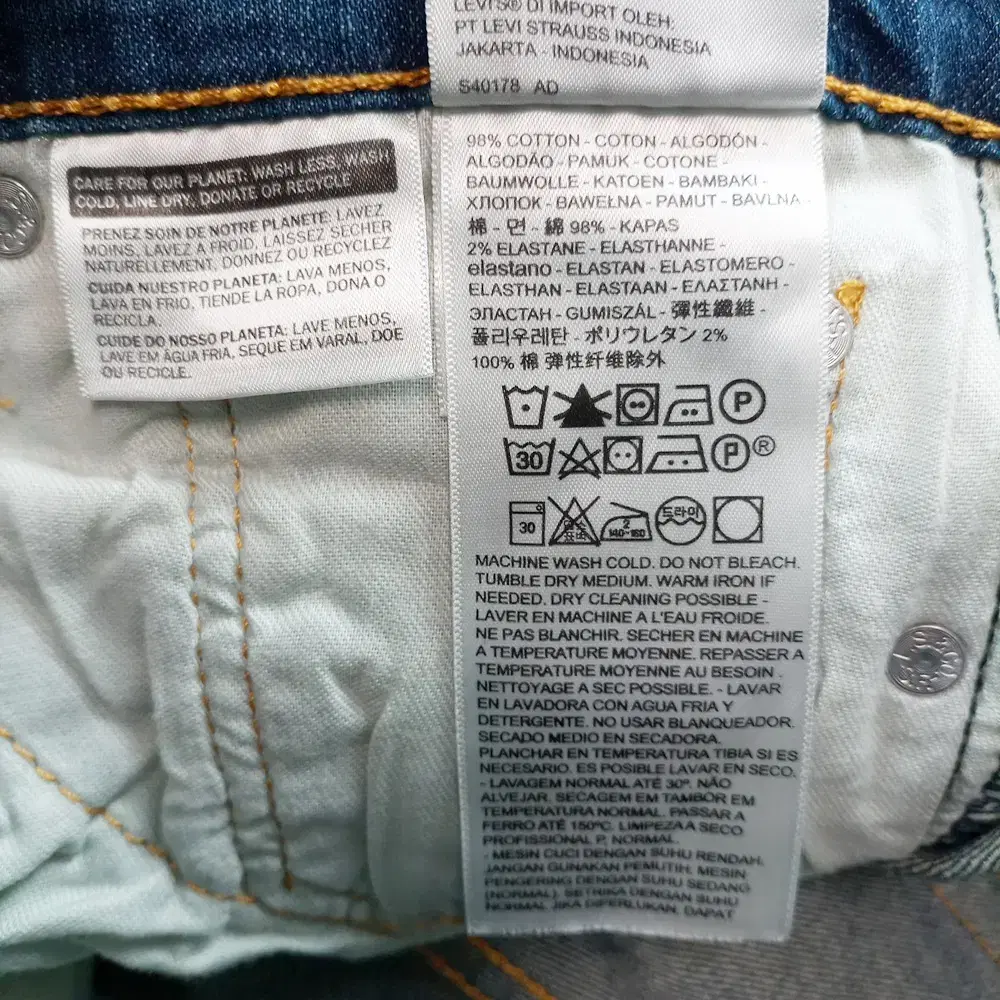 LEVI'S® DI IMPORT OLEH:
PT LEVI STRAUSS INDONESIA
JAKARTA - INDONESIA
S40178 AD
CARE FOR OUR PLANET: WASH LESS, WASH
COLD, LINE DRY, DONATE OR RECYCLE
PRENEZ SOIN DE NOTRE PLANETE: LAVEZ
MOINS, LAVEZ A FROID, LAISSEZ SECHER
NATURELLEMENT, DONNEZ OU RECYCLEZ
CUIDA NUESTRO PLANETA: LAVA MENOS,
LAVA EN FRIO, TIENDE LA ROPA, DONA O
RECICLA.
CUIDE DO NOSSO PLANETA: LAVE MENOS,
LAVE EM ÁGUA FRIA, SEQUE EM VARAL, DOE
OU RECICLE.
98% COTTON - COTON - ALGODÓN -
ALGODÃO - PAMUK - COTONE -
BAUMWOLLE - KATOEN - BAMBAKI -
ХЛОПОК - BAWEŁNA - PAMUT - BAVLNA -
棉 - 면 - 綿 98% - KAPAS
2% ELASTANE - ELASTHANNE -
elastano - ELASTAN - ELASTOMERO -
ELASTHAN - ELASTAAN - ΕΛΑΣΤΑΝΗ -
ЭЛАСТАН - GUMISZÁL - 彈性纖維 -
폴리우레탄 - ポリウレタン 2%
100% 棉 弹性纤维除外
P
30 P ®
30 염소표백 2 140~160 드라이
MACHINE WASH COLD. DO NOT BLEACH.
TUMBLE DRY MEDIUM. WARM IRON IF
NEEDED. DRY CLEANING POSSIBLE -
LAVER EN MACHINE A L'EAU FROIDE.
NE PAS BLANCHIR. SECHER EN MACHINE
A TEMPERATURE MOYENNE. REPASSER A
TEMPERATURE MOYENNE AU BESOIN .
NETTOYAGE A SEC POSSIBLE. - LAVAR
EN LAVADORA CON AGUA FRIA Y
DETERGENTE. NO USAR BLANQUEADOR.
SECADO MEDIO EN SECADORA.
PLANCHAR EN TEMPERATURA TIBIA SI ES
NECESARIO. ES POSIBLE LAVAR EN SECO.
- LAVAGEM NORMAL ATÉ 30º. NÃO
ALVEJAR. SECAGEM EM TAMBOR EM
TEMPERATURA NORMAL. PASSAR A
FERRO ATÉ 150ºC. LIMPEZA A SECO
PROFISSIONAL P, NORMAL.
- MESIN CUCI DENGAN SUHU RENDAH.
JANGAN GUNAKAN PEMUTIH. MESIN
PENGERING DENGAN SUHU SEDANG
(NORMAL). SETRIKA DENGAN SUHU
NORMAL JIKA DIPERLUKAN. DAPAT